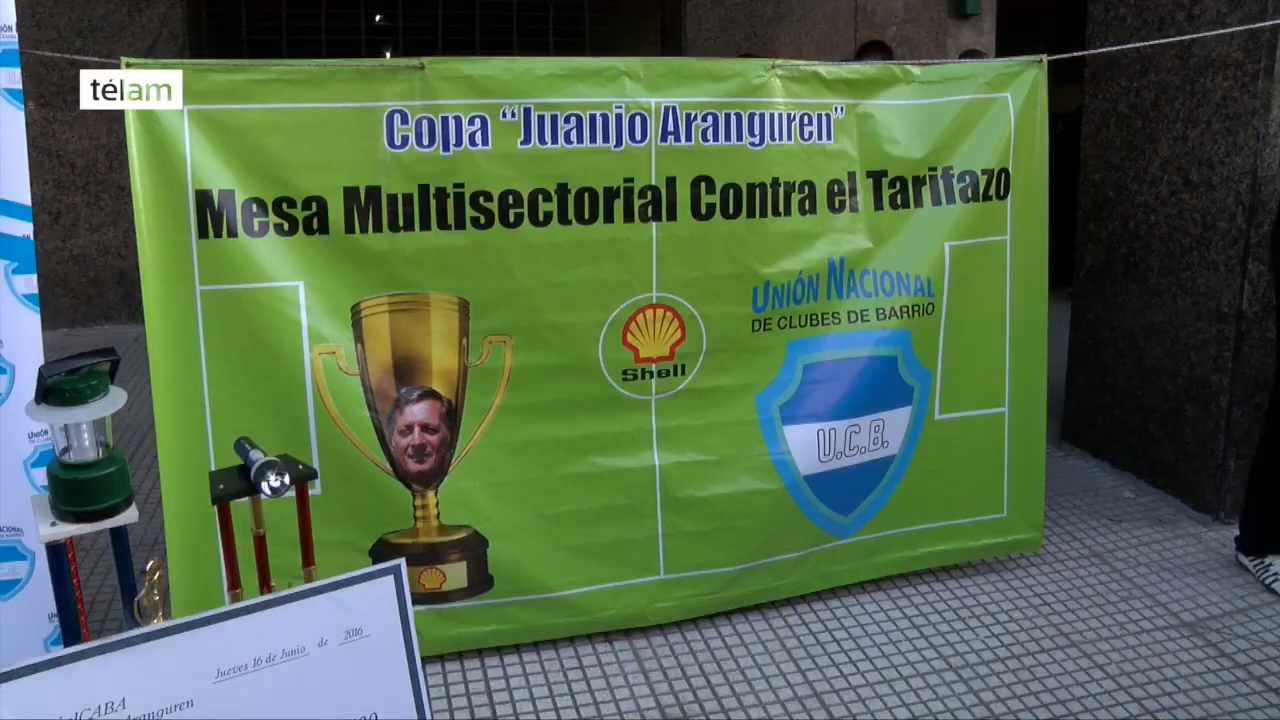 télam
Copa “Juanjo Aranguren”
Mesa Multisectorial Contra el Tarifazo
UNIÓN NACIONAL
DE CLUBES DE BARRIO
Shell
U.C.B.
Jueves 16 de Junio de 2016
CABA
Aranguren